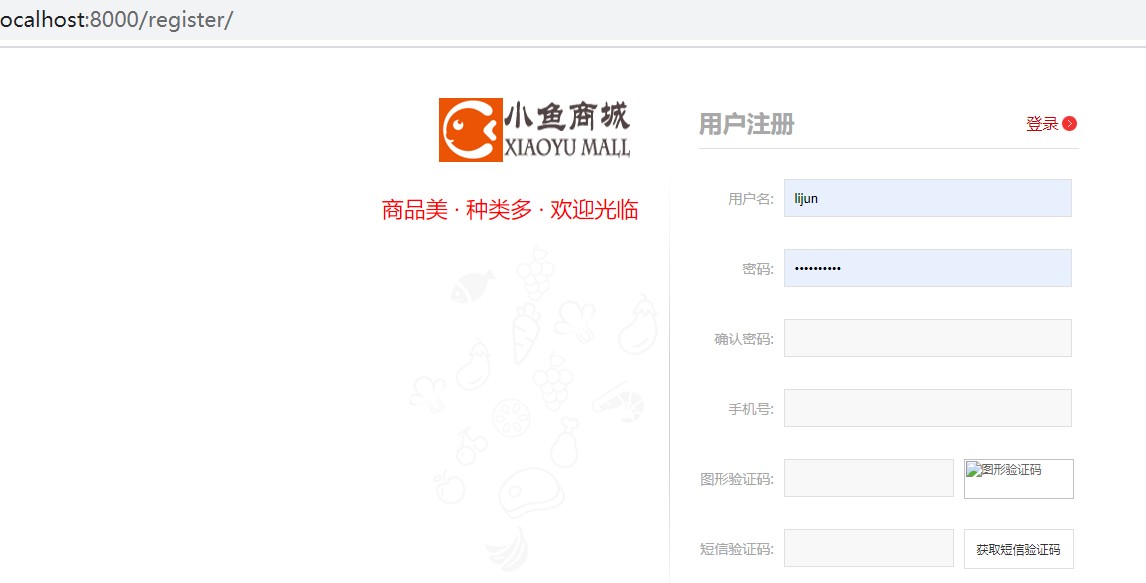 ocalhost:8000/register/
小鱼商城
XIAOYU MALL
商品美 · 种类多 · 欢迎光临
用户注册
登录
用户名:
lijun
密码:
••••••••••
确认密码:
手机号:
图形验证码:
图形验证码
短信验证码:
获取短信验证码